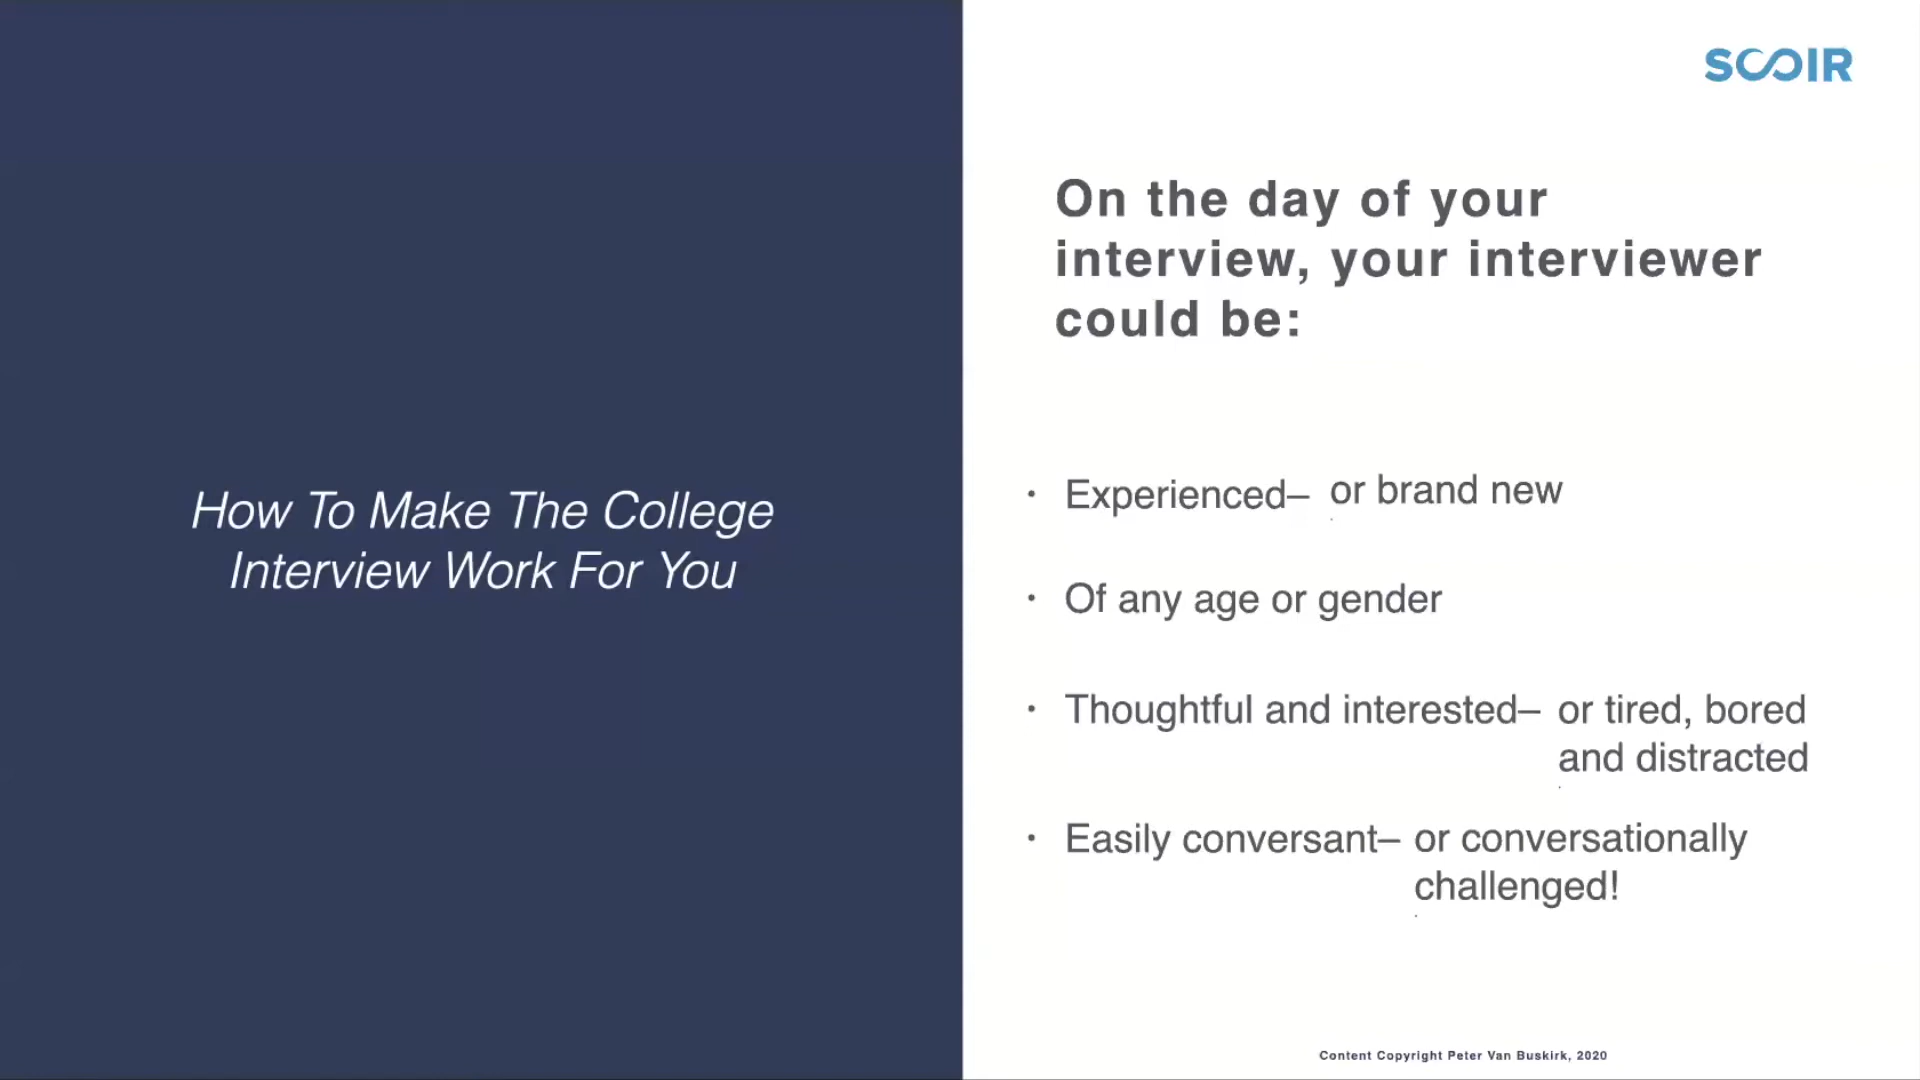 How To Make The College
Interview Work For You
SCOIR
On the day of your
interview, your interviewer
could be:
• Experienced– or brand new
• Of any age or gender
• Thoughtful and interested– or tired, bored
and distracted
• Easily conversant– or conversationally
challenged!
Content Copyright Peter Van Buskirk, 2020